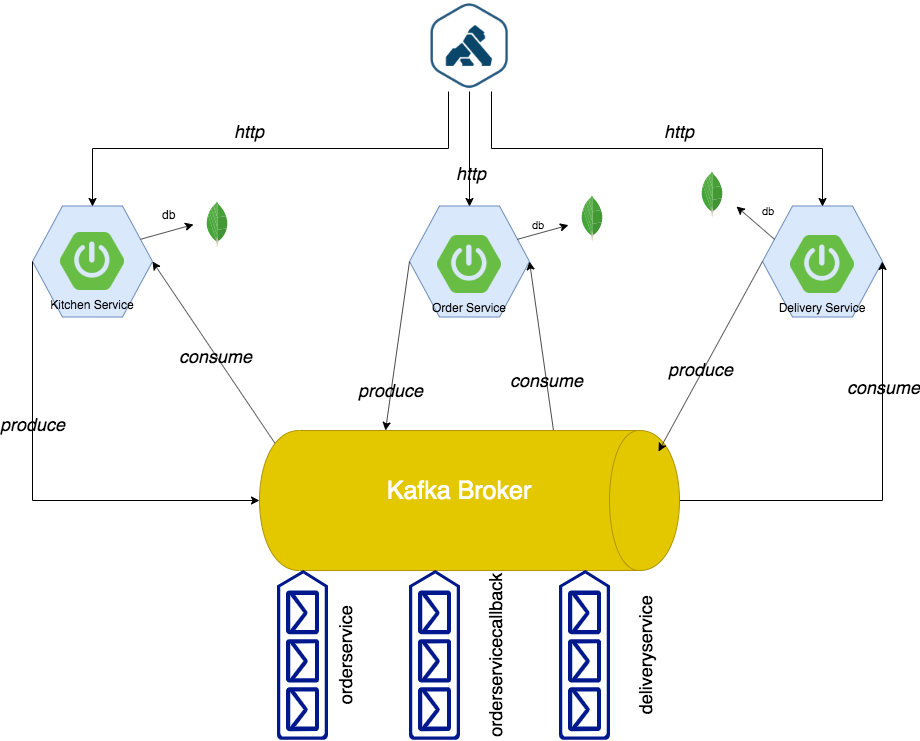 http
http
http
db
db
db
Kitchen Service
Order Service
Delivery Service
consume
produce
consume
produce
consume
produce
Kafka Broker
orderservice
orderservicecallback
deliveryservice